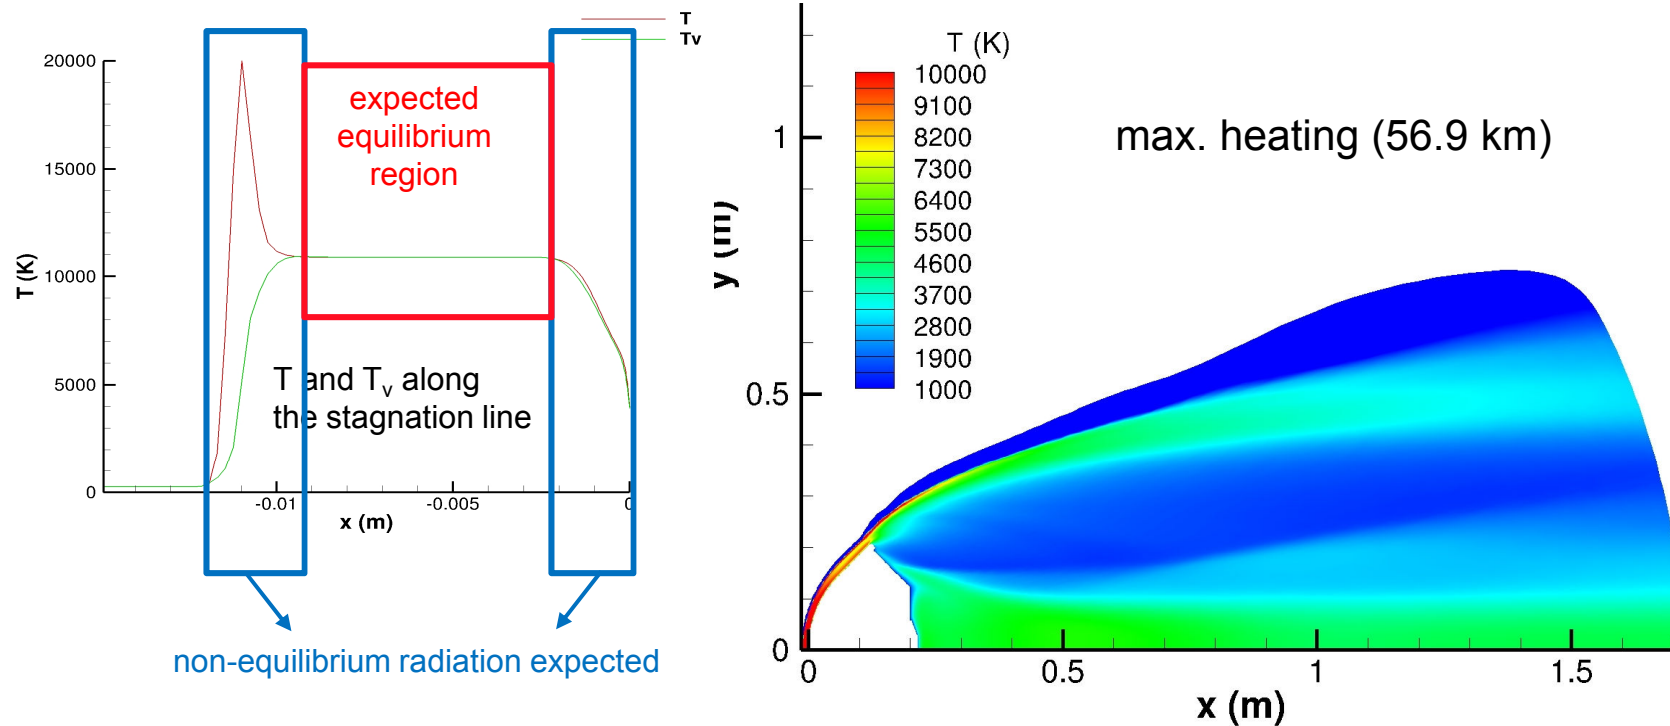 T
Tv
20000
15000
10000
5000
0
T (K)
-0.01
-0.005
0
x (m)
expected
equilibrium
region
T and Tv along
the stagnation line
non-equilibrium radiation expected
T (K)
10000
9100
8200
7300
6400
5500
4600
3700
2800
1900
1000
max. heating (56.9 km)
1
0.5
0
y (m)
0
0.5
1
1.5
x (m)